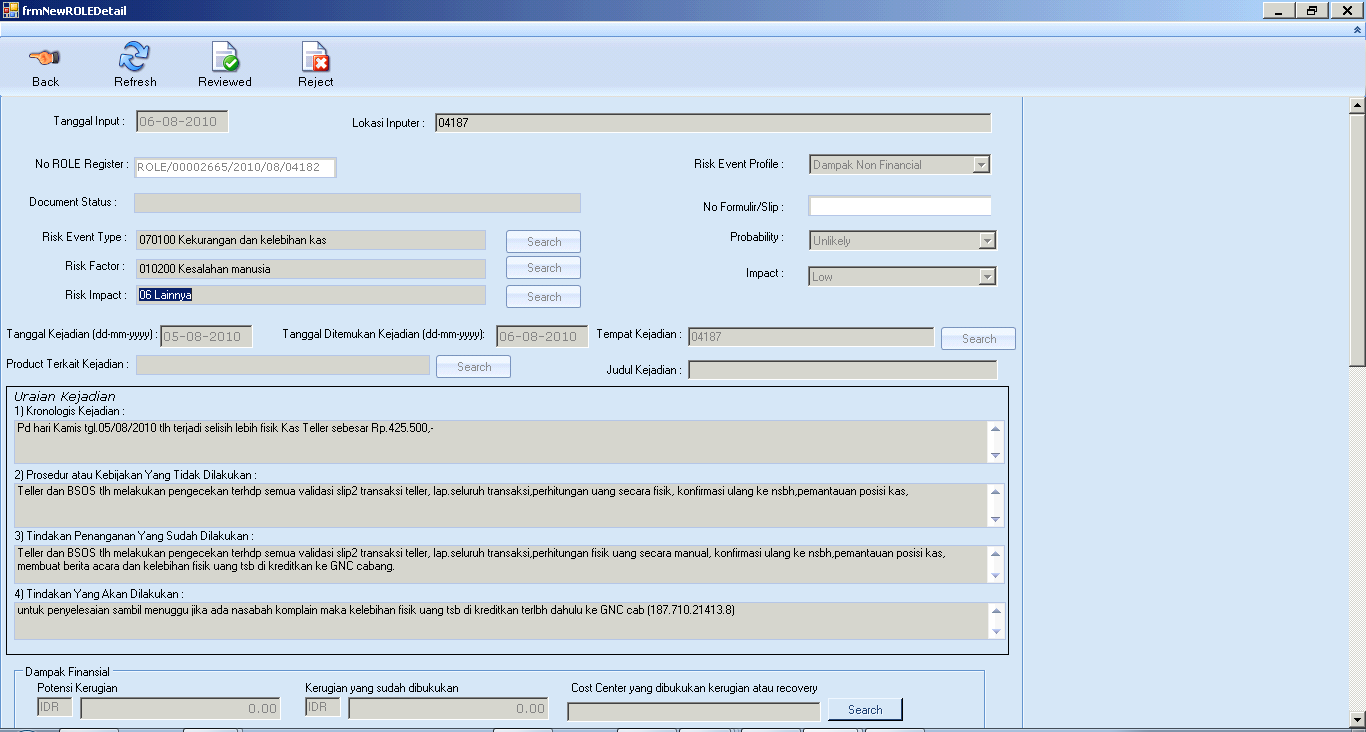 frmNewROLEDetail
Back Refresh Reviewed Reject
Tanggal Input : 06-08-2010 Lokasi Inputer : 04187
No ROLE Register : ROLE/00002665/2010/08/04182 Risk Event Profile : Dampak Non Financial
Document Status : No Formulir/Slip :
Risk Event Type : 070100 Kekurangan dan kelebihan kas Search Probability : Unlikely
Risk Factor : 010200 Kesalahan manusia Search Impact : Low
Risk Impact : 06 Lainnya Search
Tanggal Kejadian (dd-mm-yyyy) : 05-08-2010 Tanggal Ditemukan Kejadian (dd-mm-yyyy): 06-08-2010 Tempat Kejadian : 04187 Search
Product Terkait Kejadian : Search Judul Kejadian :
Uraian Kejadian
1) Kronologis Kejadian :
Pd hari Kamis tgl.05/08/2010 tlh terjadi selisih lebih fisik Kas Teller sebesar Rp.425.500,-
2) Prosedur atau Kebijakan Yang Tidak Dilakukan :
Teller dan BSOS tlh melakukan pengecekan terhdp semua validasi slip2 transaksi teller, lap.seluruh transaksi,perhitungan uang secara fisik, konfirmasi ulang ke nsbh,pemantauan posisi kas,
3) Tindakan Penanganan Yang Sudah Dilakukan :
Teller dan BSOS tlh melakukan pengecekan terhdp semua validasi slip2 transaksi teller, lap.seluruh transaksi,perhitungan fisik uang secara manual, konfirmasi ulang ke nsbh,pemantauan posisi kas,
membuat berita acara dan kelebihan fisik uang tsb di kreditkan ke GNC cabang.
4) Tindakan Yang Akan Dilakukan :
untuk penyelesaian sambil menuggu jika ada nasabah komplain maka kelebihan fisik uang tsb di kreditkan terlbh dahulu ke GNC cab (187.710.21413.8)
Dampak Finansial
Potensi Kerugian Kerugian yang sudah dibukukan Cost Center yang dibukukan kerugian atau recovery
IDR 0.00 IDR 0.00 Search